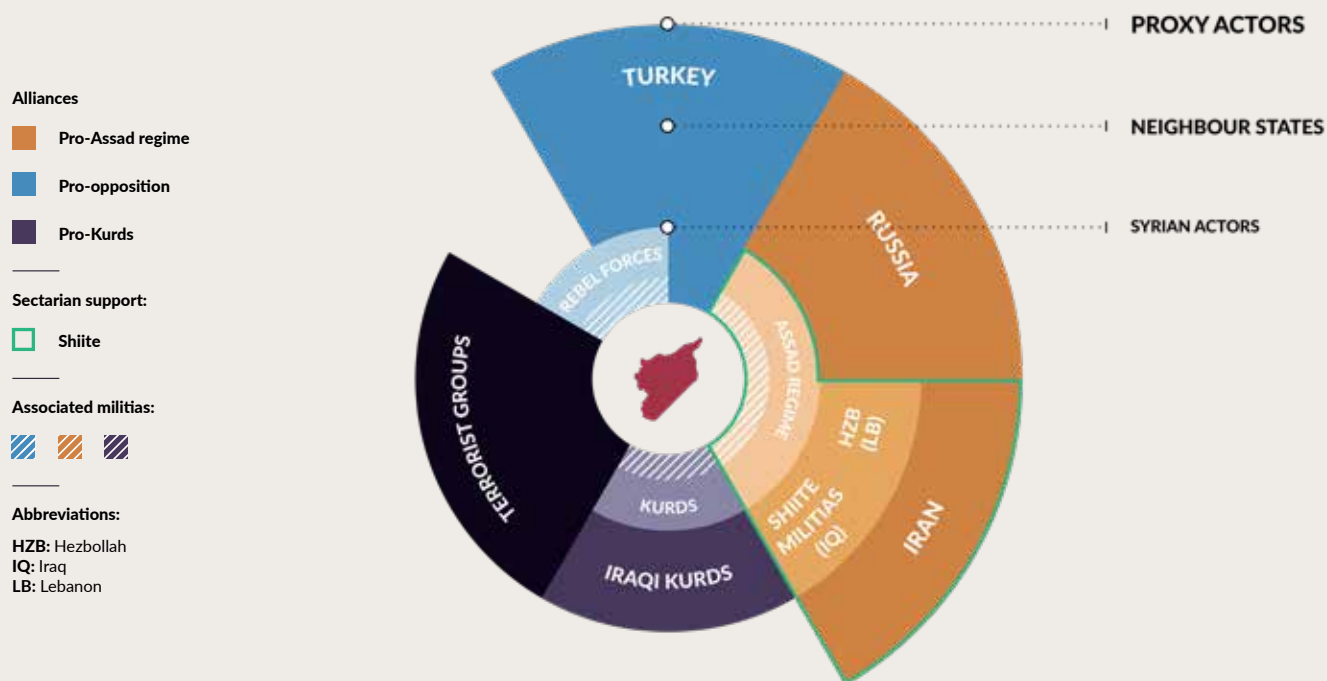 PROXY ACTORS
NEIGHBOUR STATES
SYRIAN ACTORS
Alliances
Pro-Assad regime
Pro-opposition
Pro-Kurds
Sectarian support:
Shiite
Associated militias:
Abbreviations:
HZB: Hezbollah
IQ: Iraq
LB: Lebanon
TURKEY
RUSSIA
REBEL FORCES
ASSAD REGIME
HZB
(LB)
SHIITE
MILITIAS
(IQ)
IRAN
KURDS
IRAQI KURDS
TERRORIST GROUPS